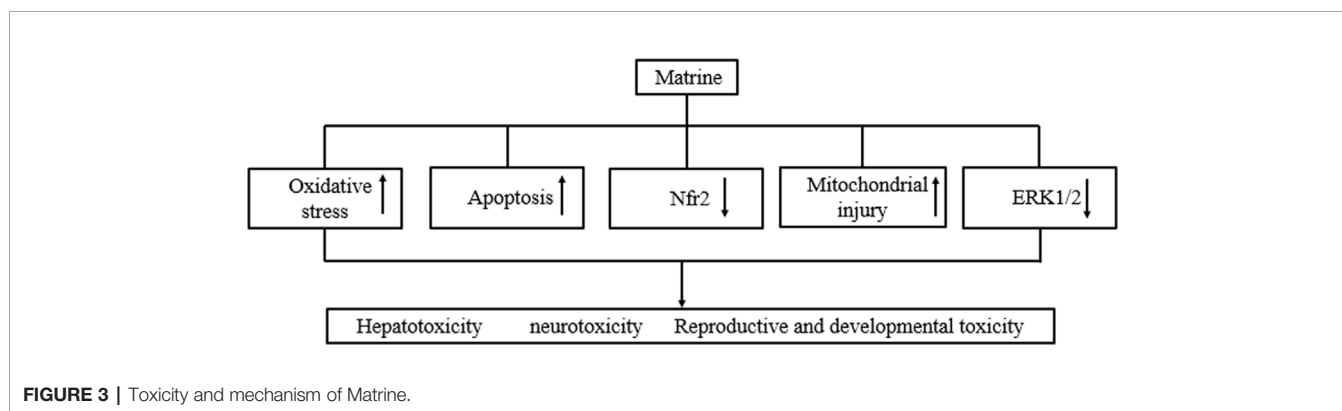 Matrine
Oxidative
stress
Apoptosis
Nfr2
Mitochondrial
injury
ERK1/2
Hepatotoxicity neurotoxicity Reproductive and developmental toxicity
FIGURE 3 | Toxicity and mechanism of Matrine.